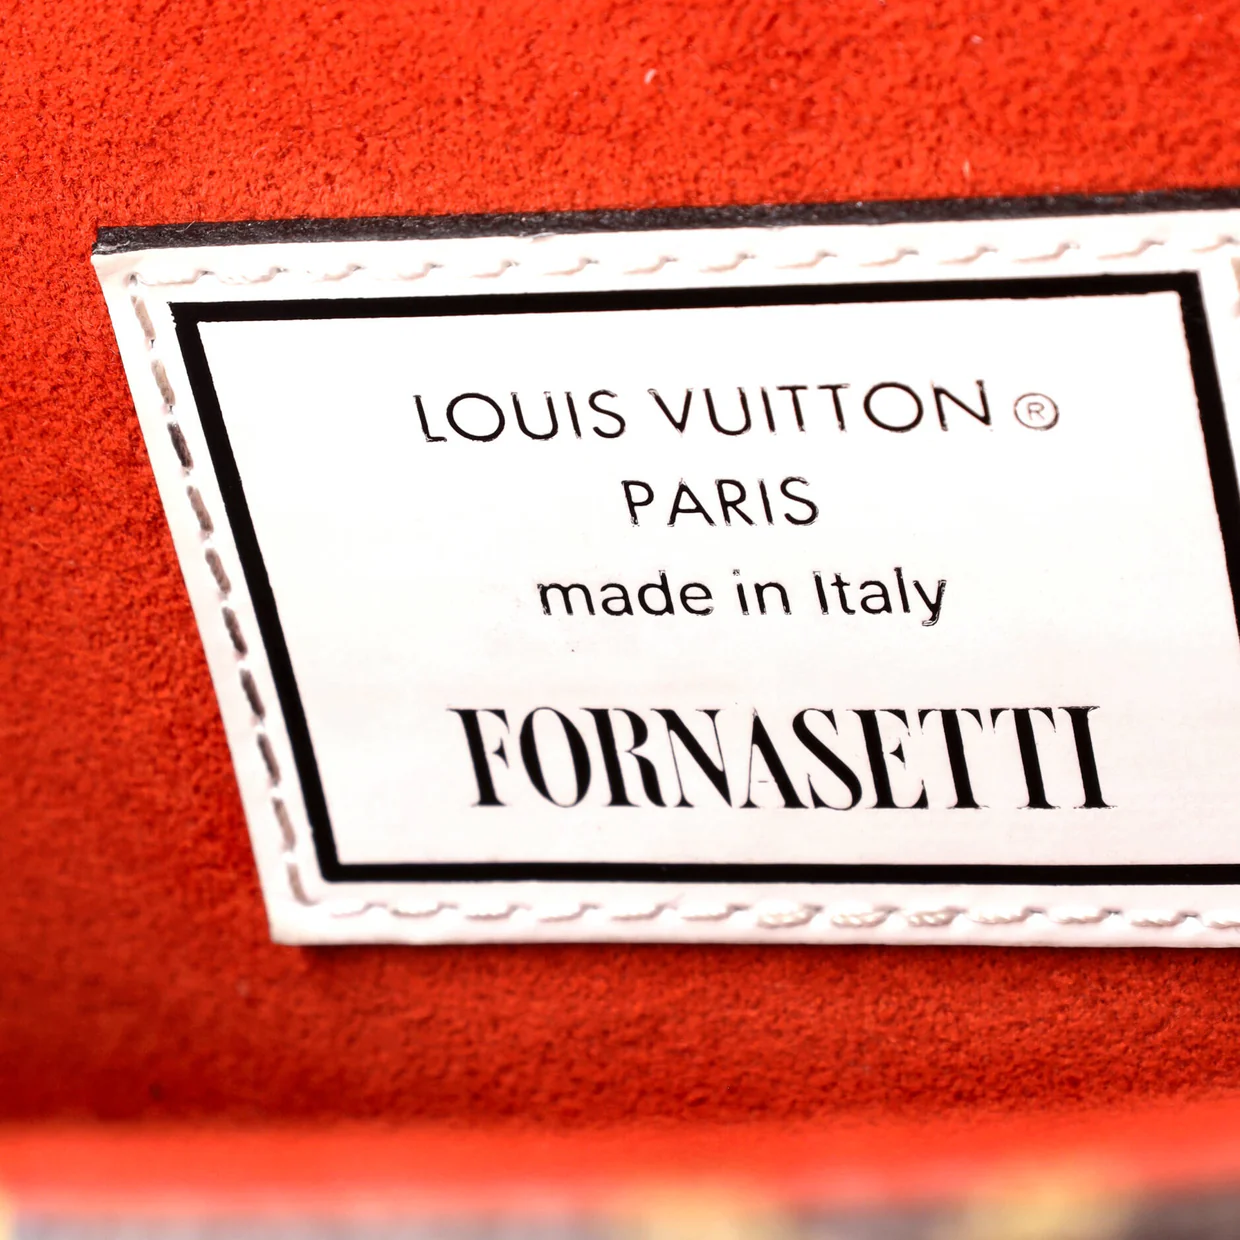 LOUIS VUITTON ®
PARIS
made in Italy
FORNASETTI